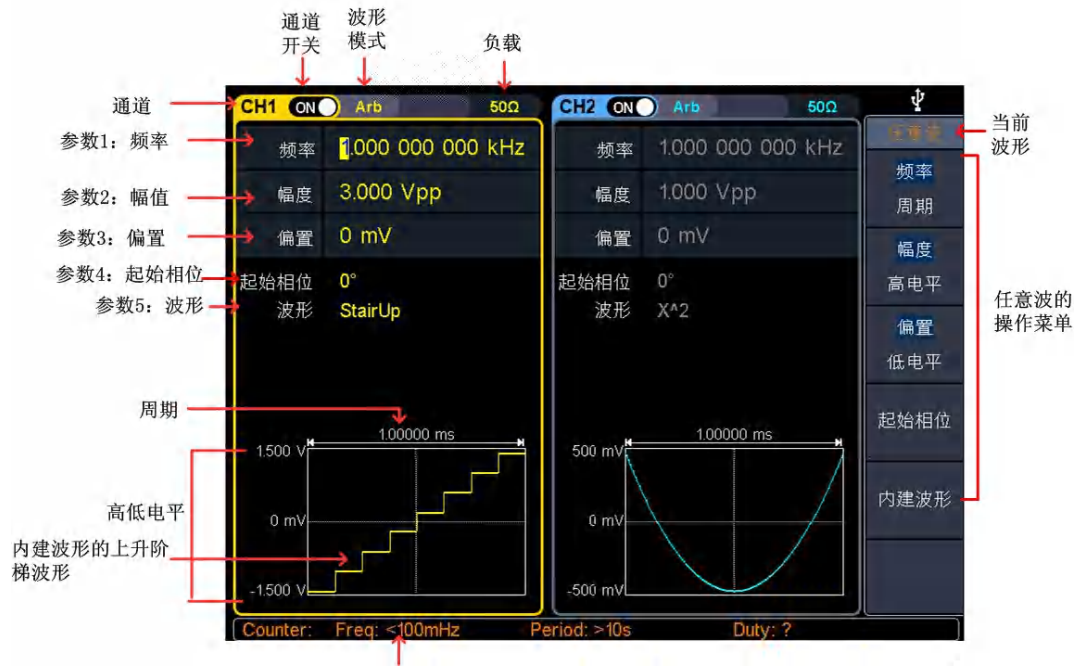 通道
开关
波形
模式
负载
通道
参数1：频率
参数2：幅值
参数3：偏置
参数4：起始相位
参数5：波形
周期
高低电平
内建波形的上升阶
梯波形
CH1 ON Arb 50Ω
频率 1.000 000 000 kHz
幅度 3.000 Vpp
偏置 0 mV
起始相位 0°
波形 StairUp
1.00000 ms
1.500 V
0 mV
-1.500 V
CH2 ON Arb 50Ω
频率 1.000 000 000 kHz
幅度 1.000 Vpp
偏置 0 mV
起始相位 0°
波形 X^2
1.00000 ms
500 mV
0 mV
-500 mV
频率
周期
幅度
高电平
偏置
低电平
起始相位
内建波形
当前
波形
任意波的
操作菜单
Counter: Freq: <100mHz Period: >10s Duty: ?